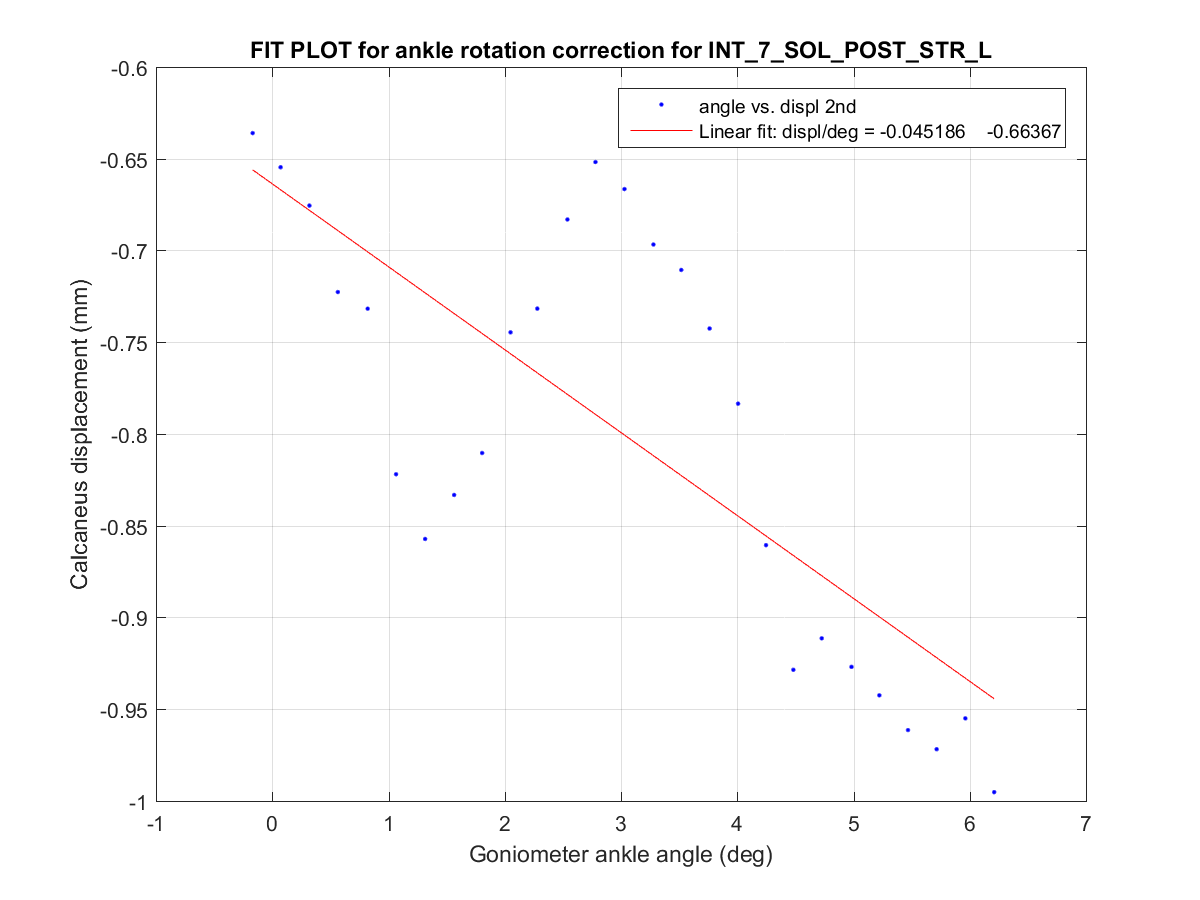 FIT PLOT for ankle rotation correction for INT_7_SOL_POST_STR_L
angle vs. displ 2nd
Linear fit: displ/deg = -0.045186    -0.66367
-0.6
-0.65
-0.7
-0.75
-0.8
-0.85
-0.9
-0.95
-1
Calcaneus displacement (mm)
-1 0 1 2 3 4 5 6 7
Goniometer ankle angle (deg)